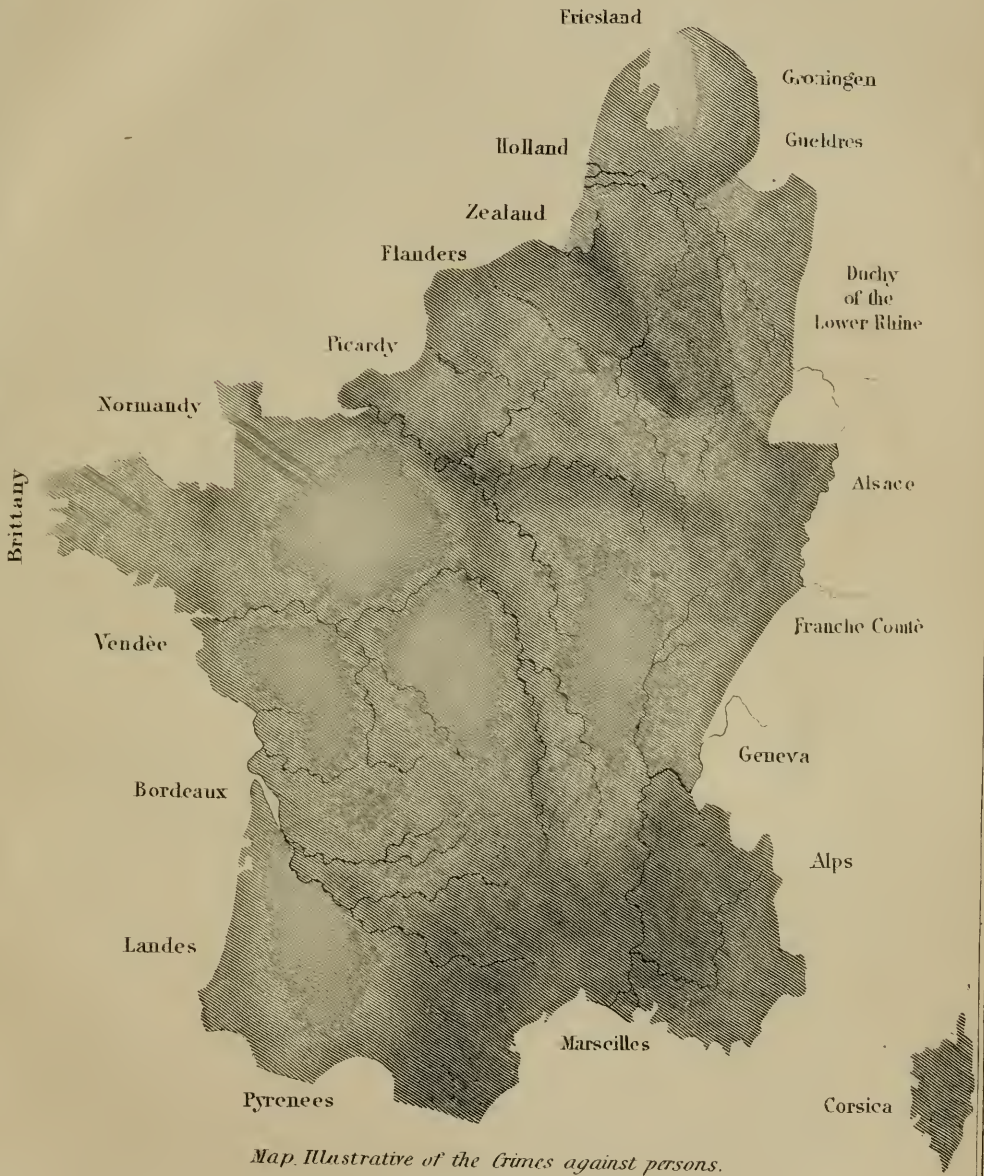 Friesland
Groningen
Gueldres
Holland
Zealand
Flanders
Duchy
of the
Lower Rhine
Picardy
Normandy
Brittany
Alsace
Vendèe
Franche Comtè
Geneva
Bordeaux
Alps
Landes
Marseilles
Pyrenees
Corsica
Map. Illustrative of the Crimes against persons.